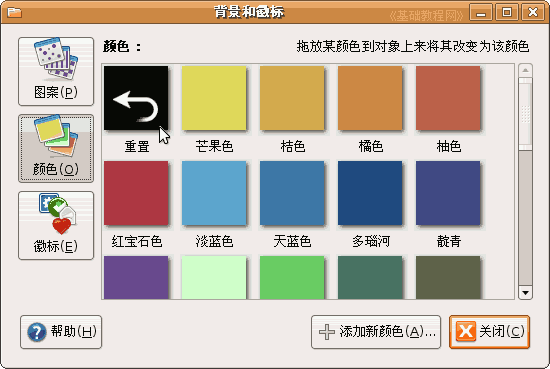 背景和徽标
《基础教程网》
颜色：
拖放某颜色到对象上来将其改变为该颜色
图案(P)
颜色(O)
徽标(E)
重置
芒果色
桔色
橘色
柚色
红宝石色
淡蓝色
天蓝色
多瑙河
靛青
帮助(H)
添加新颜色(A)...
关闭(C)